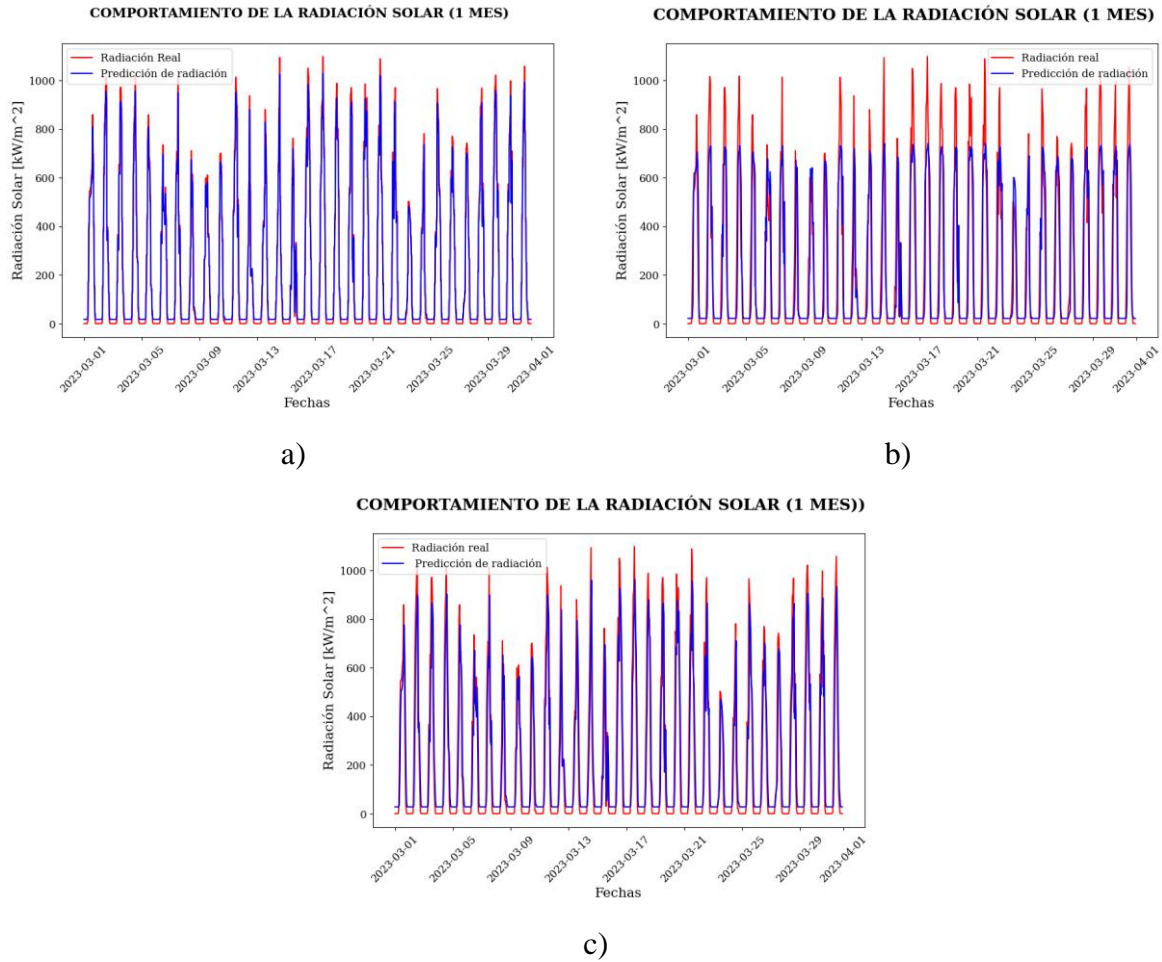 COMPORTAMIENTO DE LA RADIACIÓN SOLAR (1 MES)
Radiación Real
Predicción de radiación
Radiación Solar [kW/m^2]
1000
800
600
400
200
0
2023-03-01
2023-03-05
2023-03-09
2023-03-13
2023-03-17
2023-03-21
2023-03-25
2023-03-29
2023-04-01
Fechas
a)
COMPORTAMIENTO DE LA RADIACIÓN SOLAR (1 MES)
Radiación real
Predicción de radiación
Radiación Solar [kW/m^2]
1000
800
600
400
200
0
2023-03-01
2023-03-05
2023-03-09
2023-03-13
2023-03-17
2023-03-21
2023-03-25
2023-03-29
2023-04-01
Fechas
b)
COMPORTAMIENTO DE LA RADIACIÓN SOLAR (1 MES))
Radiación real
Predicción de radiación
Radiación Solar [kW/m^2]
1000
800
600
400
200
0
2023-03-01
2023-03-05
2023-03-09
2023-03-13
2023-03-17
2023-03-21
2023-03-25
2023-03-29
2023-04-01
Fechas
c)